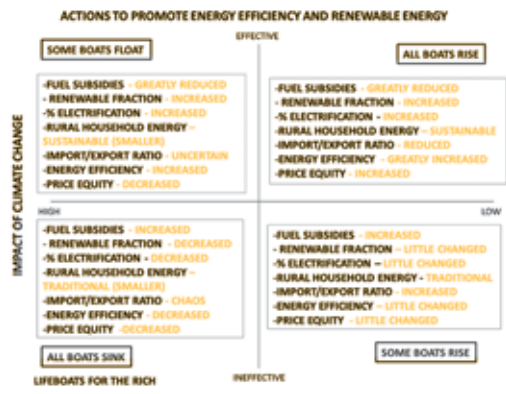 ACTIONS TO PROMOTE ENERGY EFFICIENCY AND RENEWABLE ENERGY
EFFECTIVE
SOME BOATS FLOAT
ALL BOATS RISE
-FUEL SUBSIDIES - GREATLY REDUCED
- RENEWABLE FRACTION - INCREASED
-% ELECTRIFICATION - INCREASED
-RURAL HOUSEHOLD ENERGY –
SUSTAINABLE (SMALLER)
-IMPORT/EXPORT RATIO - UNCERTAIN
-ENERGY EFFICIENCY - INCREASED
-PRICE EQUITY - DECREASED
-FUEL SUBSIDIES - GREATLY REDUCED
- RENEWABLE FRACTION - INCREASED
-% ELECTRIFICATION - INCREASED
-RURAL HOUSEHOLD ENERGY – SUSTAINABLE
-IMPORT/EXPORT RATIO - REDUCED
-ENERGY EFFICIENCY - GREATLY INCREASED
-PRICE EQUITY - INCREASED
IMPACT OF CLIMATE CHANGE
HIGH
LOW
-FUEL SUBSIDIES - INCREASED
- RENEWABLE FRACTION - DECREASED
-% ELECTRIFICATION - DECREASED
-RURAL HOUSEHOLD ENERGY –
TRADITIONAL (SMALLER)
-IMPORT/EXPORT RATIO - CHAOS
-ENERGY EFFICIENCY - DECREASED
-PRICE EQUITY -DECREASED
-FUEL SUBSIDIES - INCREASED
- RENEWABLE FRACTION – LITTLE CHANGED
-% ELECTRIFICATION – LITTLE CHANGED
-RURAL HOUSEHOLD ENERGY - TRADITIONAL
-IMPORT/EXPORT RATIO - INCREASED
-ENERGY EFFICIENCY – LITTLE CHANGED
-PRICE EQUITY - LITTLE CHANGED
ALL BOATS SINK
SOME BOATS RISE
LIFEBOATS FOR THE RICH
INEFFECTIVE